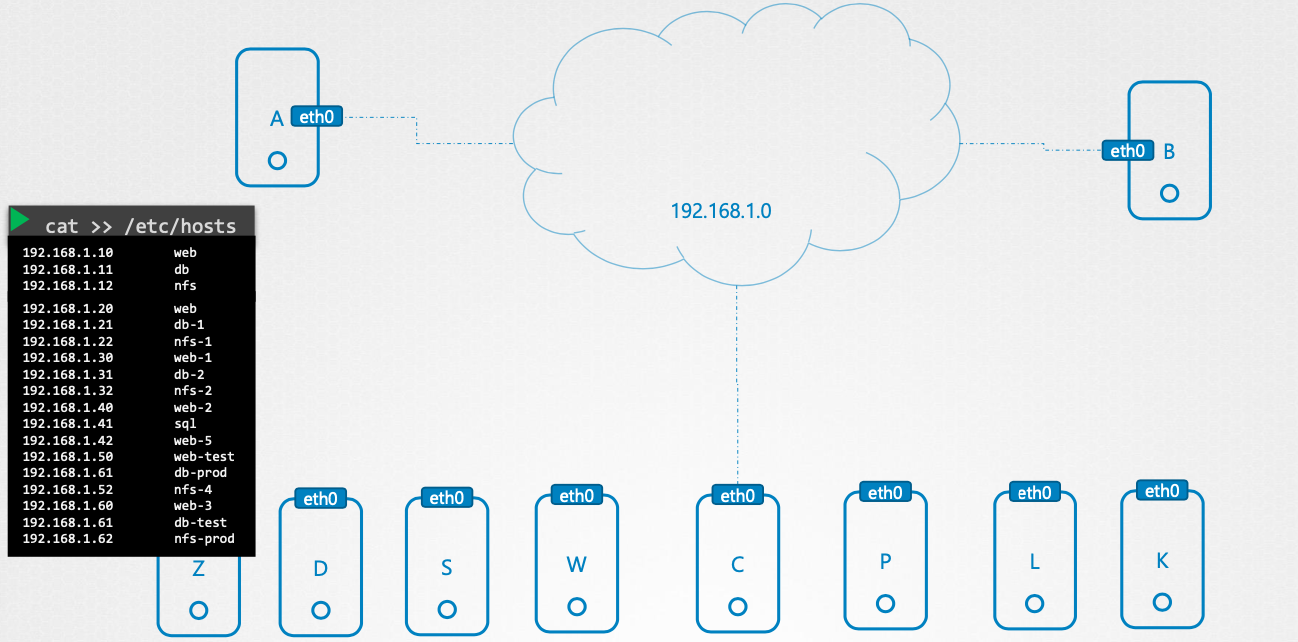 A eth0
eth0 B
192.168.1.0
cat >> /etc/hosts
192.168.1.10 web
192.168.1.11 db
192.168.1.12 nfs
192.168.1.20 web
192.168.1.21 db-1
192.168.1.22 nfs-1
192.168.1.30 web-1
192.168.1.31 db-2
192.168.1.32 nfs-2
192.168.1.40 web-2
192.168.1.41 sql
192.168.1.42 web-5
192.168.1.50 web-test
192.168.1.61 db-prod
192.168.1.52 nfs-4
192.168.1.60 web-3
192.168.1.61 db-test
192.168.1.62 nfs-prod
eth0 eth0 eth0 eth0 eth0 eth0 eth0
Z D S W C P L K